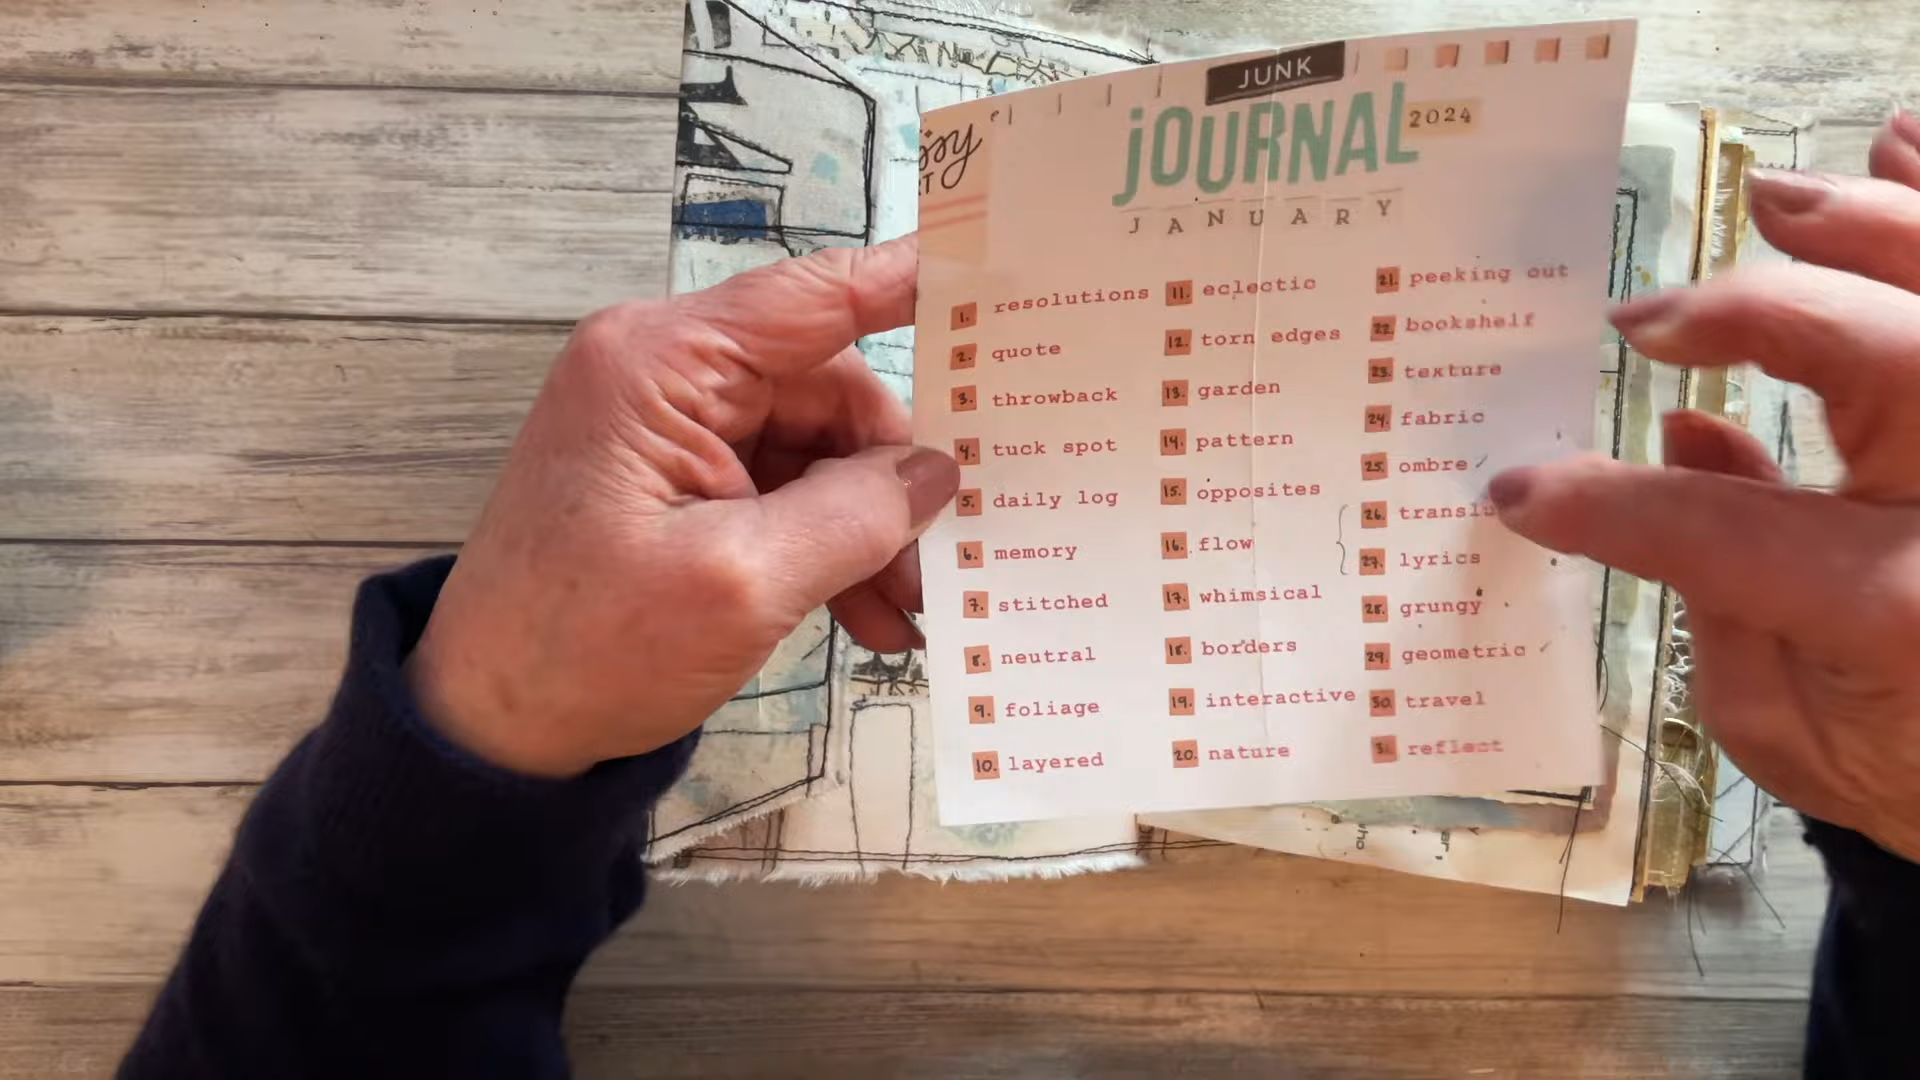 JUNK
jOURNAL 2024
JANUARY
1. resolutions
2. quote
3. throwback
4. tuck spot
5. daily log
6. memory
7. stitched
8. neutral
9. foliage
10. layered
11. eclectic
12. torn edges
13. garden
14. pattern
15. opposites
16. flow
17. whimsical
18. borders
19. interactive
20. nature
21. peeking out
22. bookshelf
23. texture
24. fabric
25. ombre ✓
26.
27. lyrics
28. grungy
29. geometric ✓
30. travel
31. reflect
who